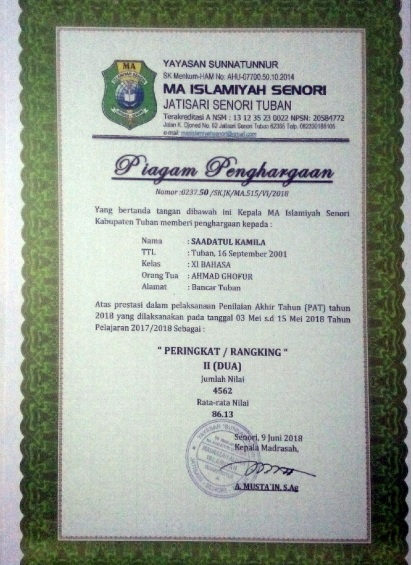 MA
YAYASAN SUNNATUNNUR
SK Menkum-HAM No: AHU-07700.50.10.2014
MA ISLAMIYAH SENORI
JATISARI SENORI TUBAN
Terakreditasi A NSM : 13 12 35 23 0022 NPSN: 20584772
Jalan K. Djoned No. 62 Jatisari Senori Tuban 62365 Telp. 082200186105
e-mail:
Piagam Penghargaan
Nomor :0237.50 /SK.JK/MA.515/VI/2018
Yang bertanda tangan dibawah ini Kepala MA Islamiyah Senori
Kabupaten Tuban memberi penghargaan kepada :
Nama : SAADATUL KAMILA
TTL : Tuban, 16 September 2001
Kelas : XI BAHASA
Orang Tua : AHMAD GHOFUR
Alamat : Bancar Tuban
Atas prestasi dalam pelaksanaan Penilaian Akhir Tahun (PAT) tahun
2018 yang dilaksanakan pada tanggal 03 Mei s.d 15 Mei 2018 Tahun
Pelajaran 2017/2018 Sebagai :
" PERINGKAT / RANGKING "
II (DUA)
Jumlah Nilai
4562
Rata-rata Nilai
86.13
Senori, 9 Juni 2018
Kepala Madrasah,
A. MUSTA'IN, S.Ag